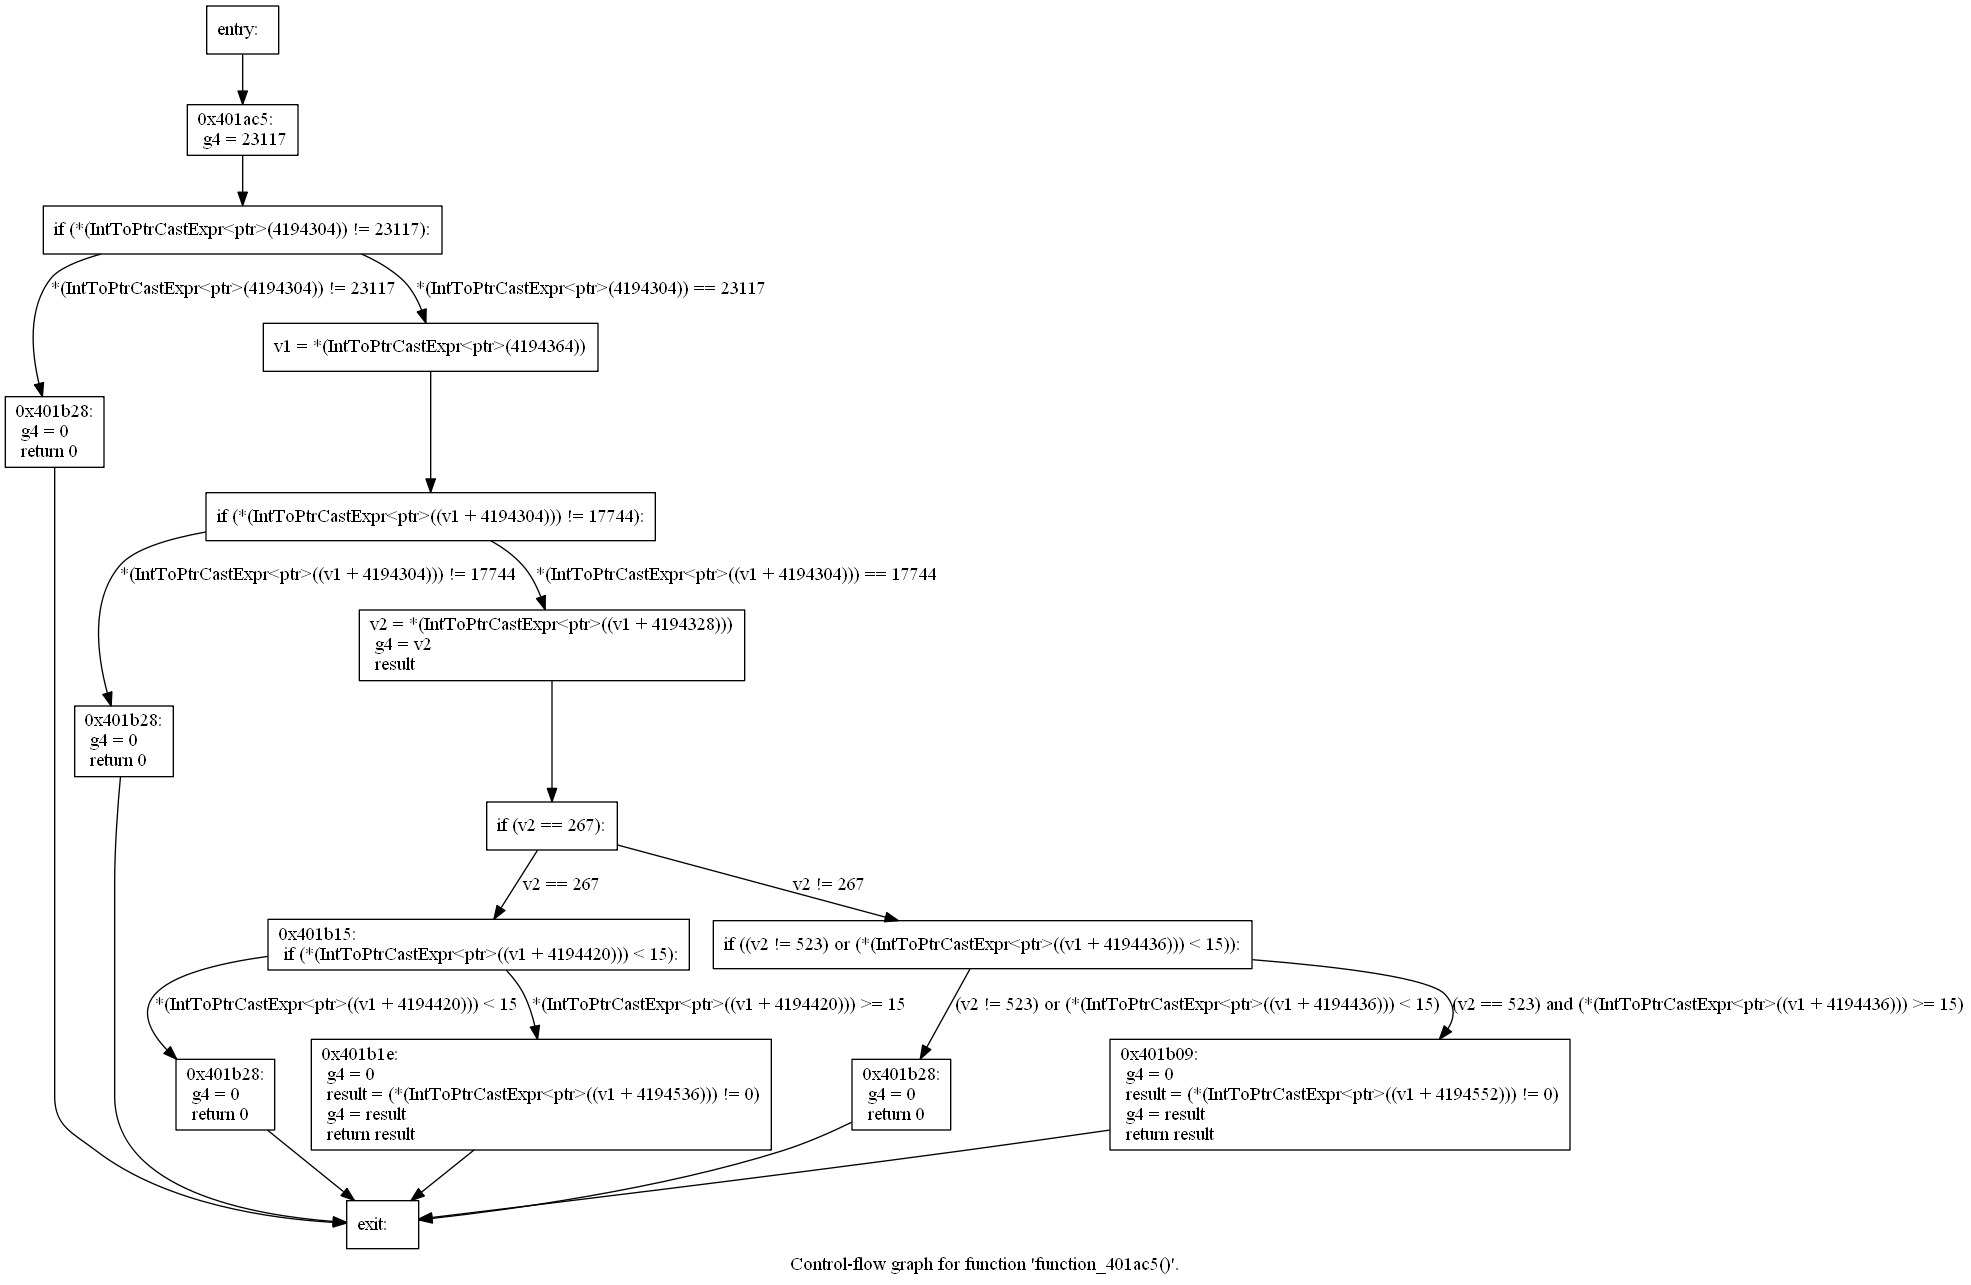 entry:
0x401ac5:
g4 = 23117
if (*(IntToPtrCastExpr<ptr>(4194304)) != 23117):
*(IntToPtrCastExpr<ptr>(4194304)) != 23117
*(IntToPtrCastExpr<ptr>(4194304)) == 23117
v1 = *(IntToPtrCastExpr<ptr>(4194364))
0x401b28:
g4 = 0
return 0
if (*(IntToPtrCastExpr<ptr>((v1 + 4194304))) != 17744):
*(IntToPtrCastExpr<ptr>((v1 + 4194304))) != 17744
*(IntToPtrCastExpr<ptr>((v1 + 4194304))) == 17744
v2 = *(IntToPtrCastExpr<ptr>((v1 + 4194328)))
g4 = v2
result
0x401b28:
g4 = 0
return 0
if (v2 == 267):
v2 == 267
v2 != 267
0x401b15:
if (*(IntToPtrCastExpr<ptr>((v1 + 4194420))) < 15):
if ((v2 != 523) or (*(IntToPtrCastExpr<ptr>((v1 + 4194436))) < 15)):
*(IntToPtrCastExpr<ptr>((v1 + 4194420))) < 15
*(IntToPtrCastExpr<ptr>((v1 + 4194420))) >= 15
(v2 != 523) or (*(IntToPtrCastExpr<ptr>((v1 + 4194436))) < 15)
(v2 == 523) and (*(IntToPtrCastExpr<ptr>((v1 + 4194436))) >= 15)
0x401b28:
g4 = 0
return 0
0x401b1e:
g4 = 0
result = (*(IntToPtrCastExpr<ptr>((v1 + 4194536))) != 0)
g4 = result
return result
0x401b28:
g4 = 0
return 0
0x401b09:
g4 = 0
result = (*(IntToPtrCastExpr<ptr>((v1 + 4194552))) != 0)
g4 = result
return result
exit:
Control-flow graph for function 'function_401ac5()'.